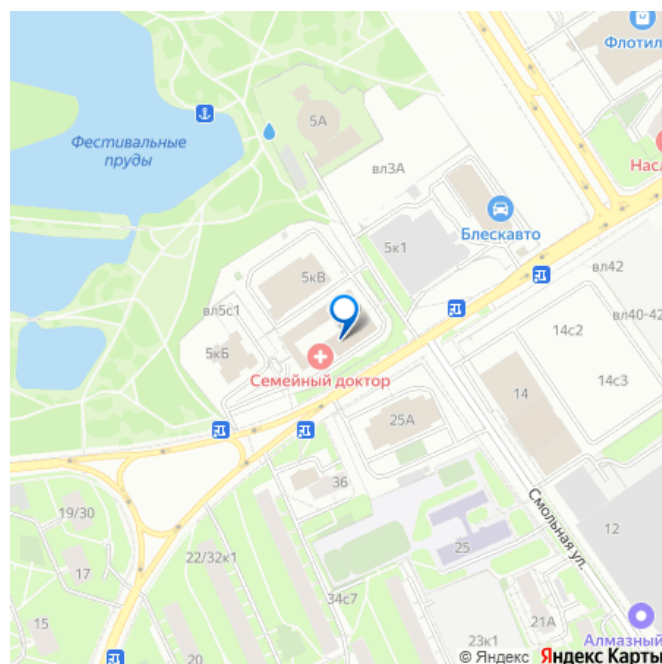 Флотил
5А
Фестивальные
пруды
Насл
вл3А
Блескавто
5к1
вл42
5кВ
вл5с1
вл40-42
14с2
5кБ
Семейный доктор
14с3
14
25А
36
Смольная ул.
19/30
12
22/32к1
25
17
34с7
15
21А
23к1
Алмазный
20
© Яндекс Яндекс Карты